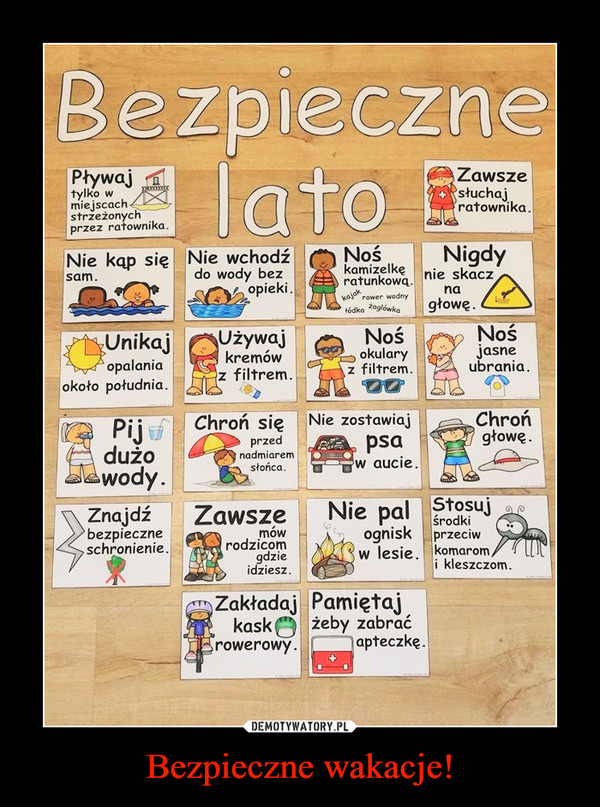 Bezpieczne
lato
Pływaj
tylko w
miejscach
strzeżonych
przez ratownika.
Zawsze
słuchaj
ratownika.
Nie kąp się
sam.
Nie wchodź
do wody bez
opieki.
Noś
kamizelkę
ratunkową.
kajak rower wodny
łódka żaglówka
Nigdy
nie skacz
na
głowę.
Unikaj
opalania
około południa.
Używaj
kremów
z filtrem.
Noś
okulary
z filtrem.
Noś
jasne
ubrania.
Pij
dużo
wody.
Chroń się
przed
nadmiarem
słońca.
Nie zostawiaj
psa
w aucie.
Chroń
głowę.
Znajdź
bezpieczne
schronienie.
Zawsze
mów
rodzicom
gdzie
idziesz.
Nie pal
ognisk
w lesie.
Stosuj
środki
przeciw
komarom
i kleszczom.
Zakładaj
kask
rowerowy.
Pamiętaj
żeby zabrać
apteczkę.
DEMOTYWATORY.PL
Bezpieczne wakacje!